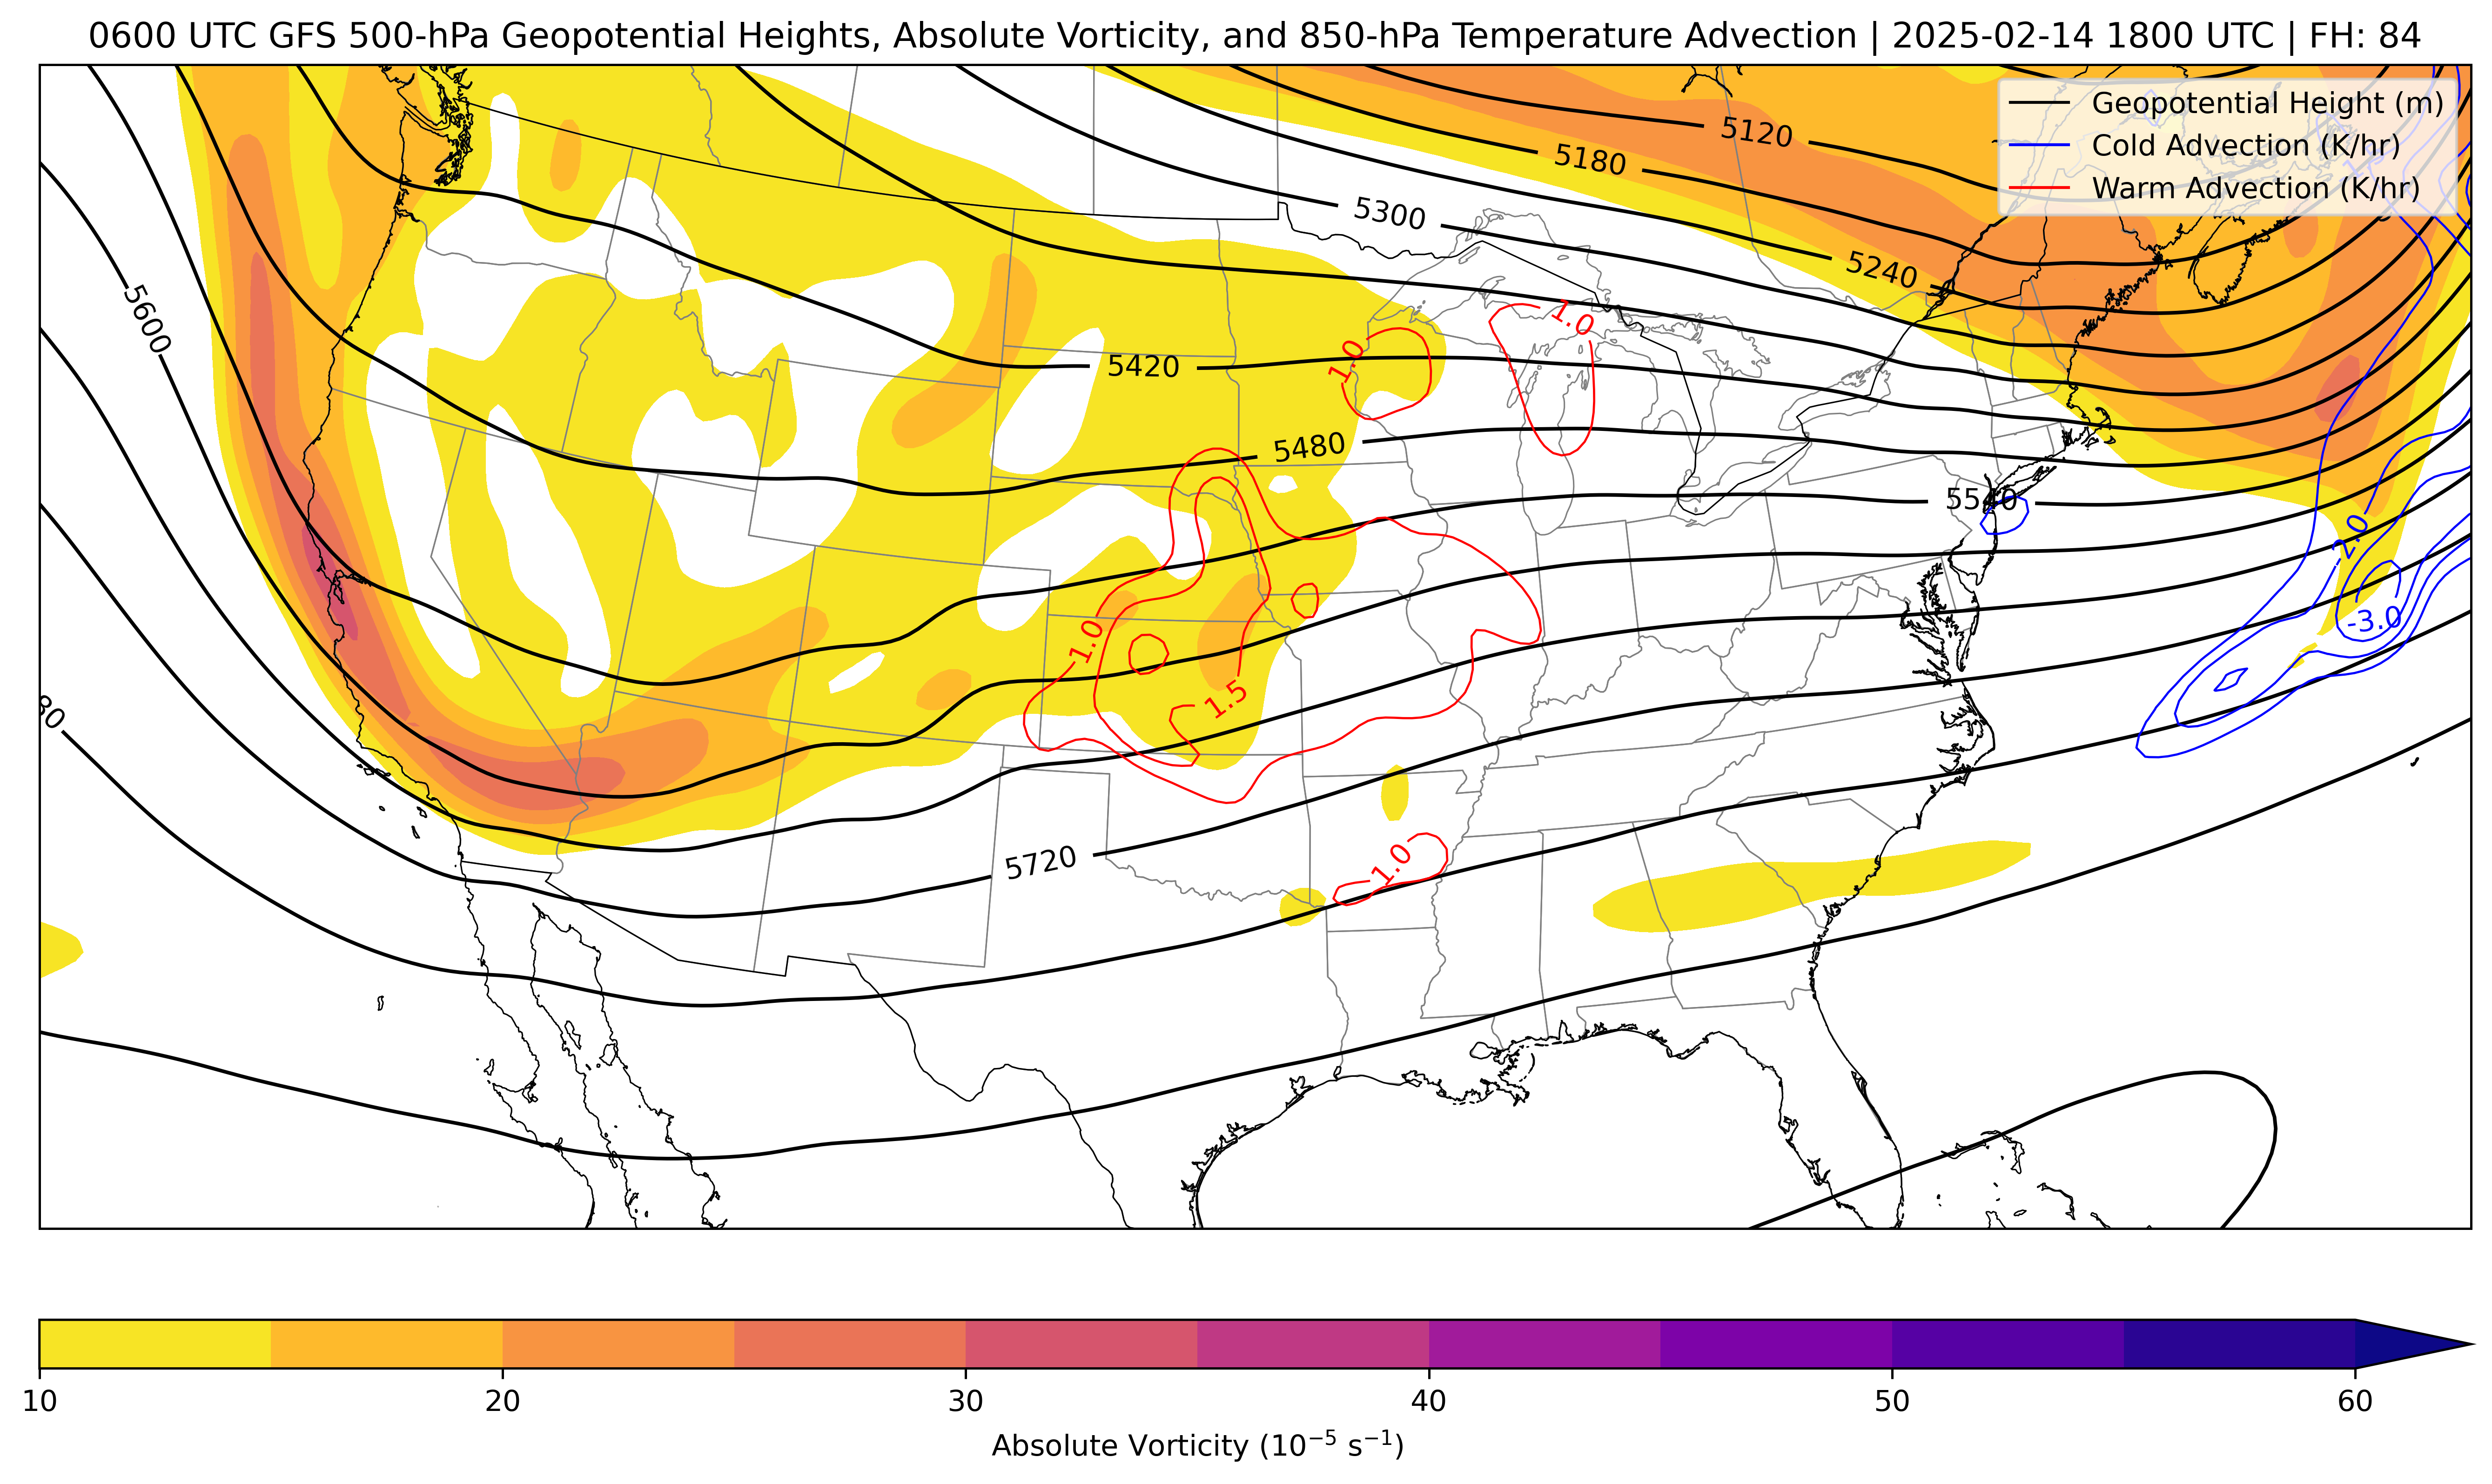 0600 UTC GFS 500-hPa Geopotential Heights, Absolute Vorticity, and 850-hPa Temperature Advection | 2025-02-14 1800 UTC | FH: 84
Geopotential Height (m)
Cold Advection (K/hr)
Warm Advection (K/hr)
5120
5180
5300
5240
5600
1.0
1.0
5420
5480
5540
-2.0
-3.0
1.0
1.5
80
5720
1.0
10 20 30 40 50 60
Absolute Vorticity (10⁻⁵ s⁻¹)